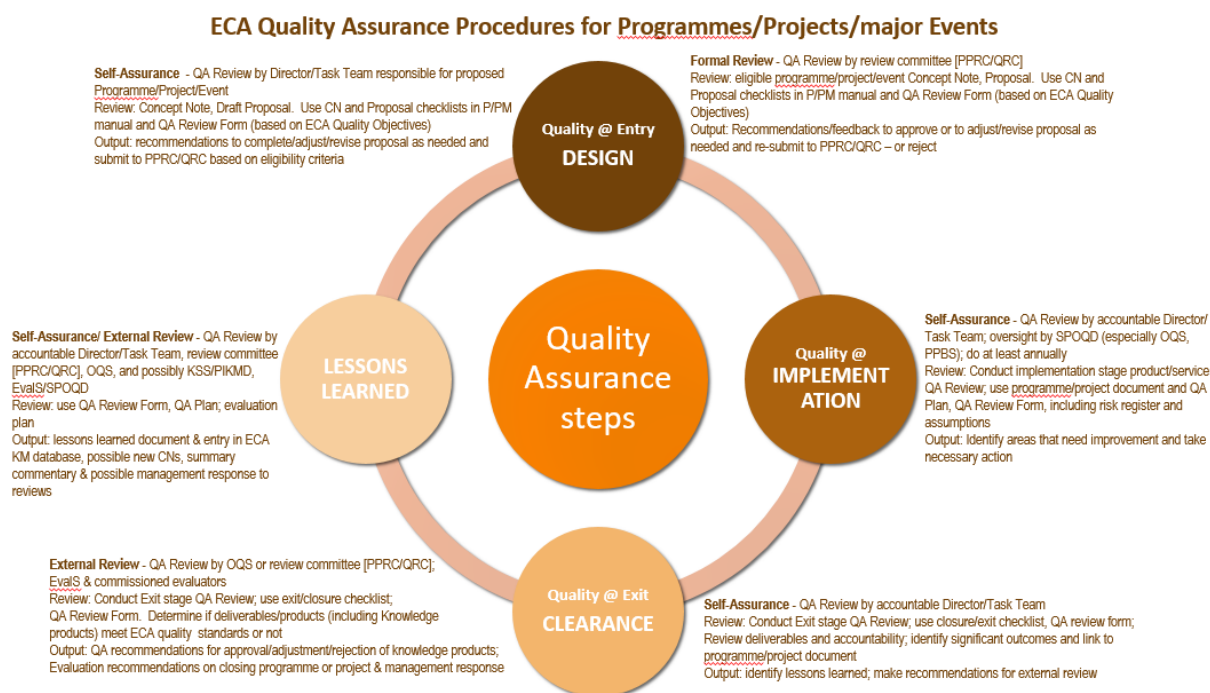 ECA Quality Assurance Procedures for Programmes/Projects/major Events
Self-Assurance - QA Review by Director/Task Team responsible for proposed
Programme/Project/Event
Review: Concept Note, Draft Proposal. Use CN and Proposal checklists in P/PM
manual and QA Review Form (based on ECA Quality Objectives)
Output: recommendations to complete/adjust/revise proposal as needed and
submit to PPRC/QRC based on eligibility criteria
Quality @ Entry
DESIGN
Formal Review - QA Review by review committee [PPRC/QRC]
Review: eligible programme/project/event Concept Note, Proposal. Use CN and
Proposal checklists in P/PM manual and QA Review Form (based on ECA Quality
Objectives)
Output: Recommendations/feedback to approve or to adjust/revise proposal as
needed and re-submit to PPRC/QRC – or reject
Self-Assurance/ External Review - QA Review by
accountable Director/Task Team, review committee
[PPRC/QRC], OQS, and possibly KSS/PIKMD,
EvalS/SPOQD
Review: use QA Review Form, QA Plan; evaluation
plan
Output: lessons learned document & entry in ECA
KM database, possible new CNs, summary
commentary & possible management response to
reviews
LESSONS
LEARNED
Quality
Assurance
steps
Quality @
IMPLEMENT
ATION
Self-Assurance - QA Review by accountable Director/
Task Team; oversight by SPOQD (especially OQS,
PPBS); do at least annually
Review: Conduct implementation stage product/service
QA Review; use programme/project document and QA
Plan, QA Review Form, including risk register and
assumptions
Output: Identify areas that need improvement and take
necessary action
External Review - QA Review by OQS or review committee [PPRC/QRC];
EvalS & commissioned evaluators
Review: Conduct Exit stage QA Review; use exit/closure checklist;
QA Review Form. Determine if deliverables/products (including Knowledge
products) meet ECA quality standards or not
Output: QA recommendations for approval/adjustment/rejection of knowledge products;
Evaluation recommendations on closing programme or project & management response
Quality @ Exit
CLEARANCE
Self-Assurance - QA Review by accountable Director/Task Team
Review: Conduct Exit stage QA Review; use closure/exit checklist, QA review form;
Review deliverables and accountability; identify significant outcomes and link to
programme/project document
Output: identify lessons learned; make recommendations for external review